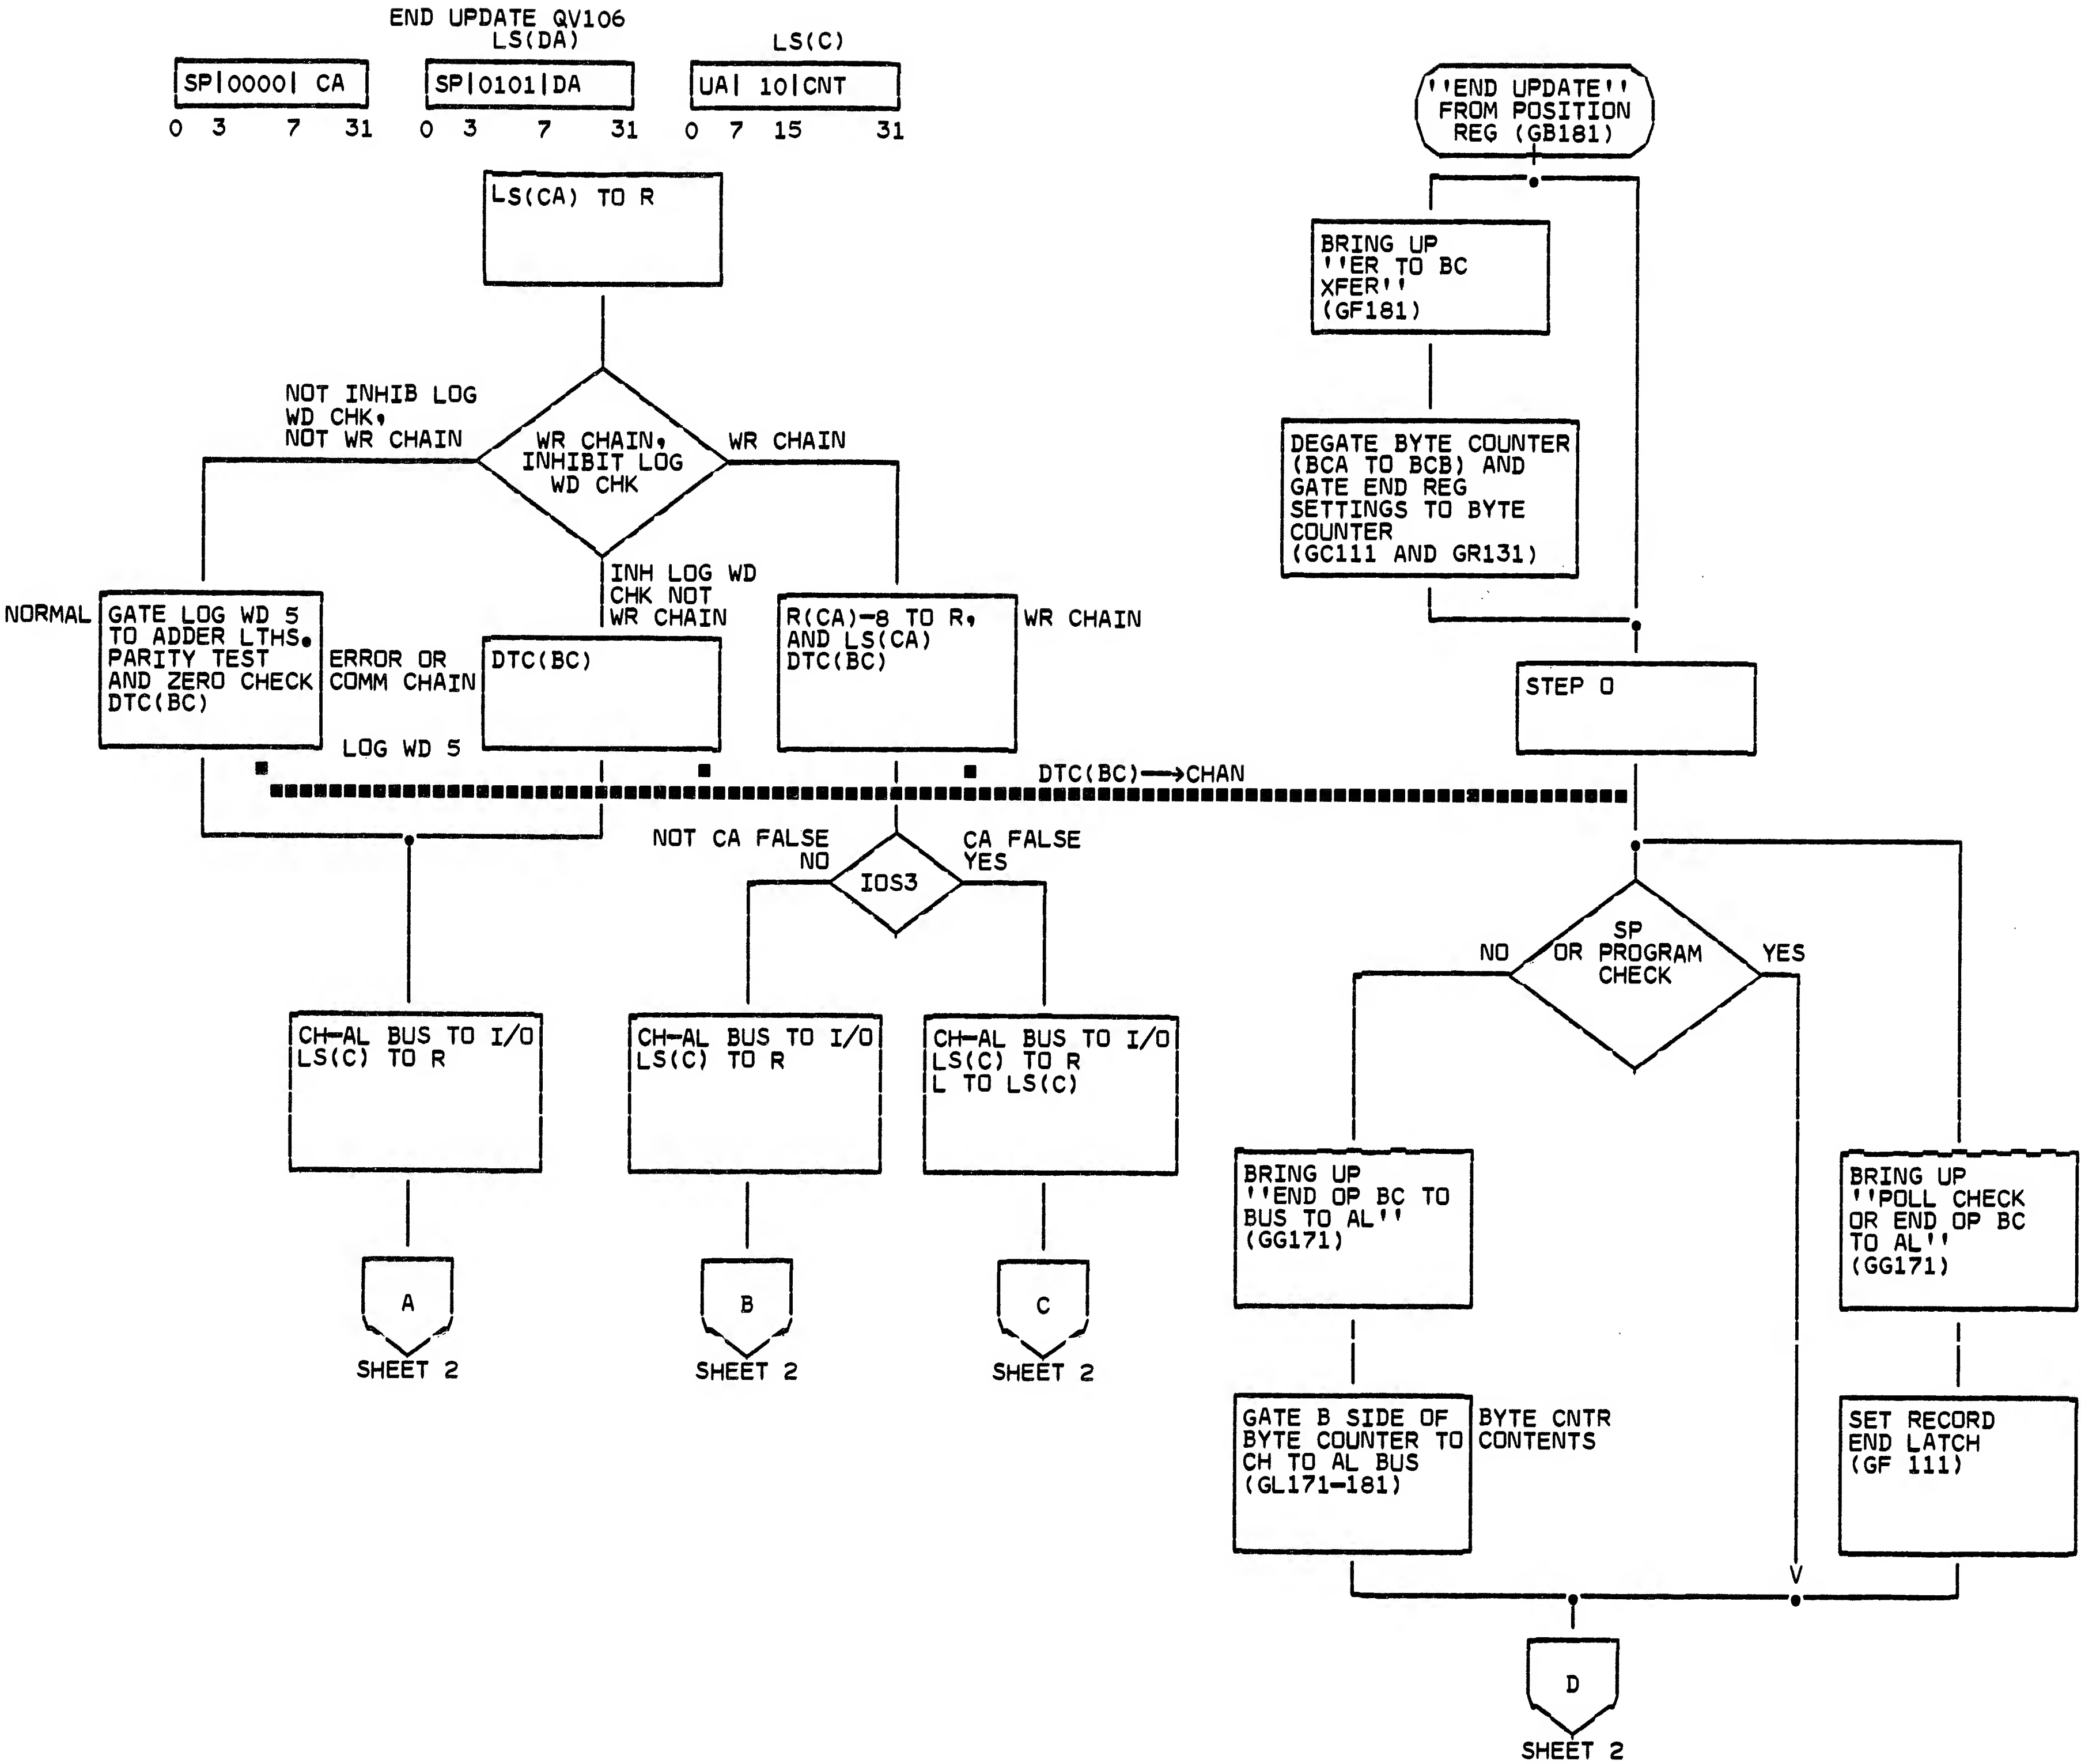 END UPDATE QV106
LS(DA)
LS(C)
SP|0000| CA
SP|0101|DA
UA| 10|CNT
0 3 7 31
0 3 7 31
0 7 15 31
LS(CA) TO R
NOT INHIB LOG
WD CHK,
NOT WR CHAIN
WR CHAIN,
INHIBIT LOG
WD CHK
WR CHAIN
INH LOG WD
CHK NOT
WR CHAIN
NORMAL
GATE LOG WD 5
TO ADDER LTHS.
PARITY TEST
AND ZERO CHECK
DTC(BC)
ERROR OR
COMM CHAIN
DTC(BC)
R(CA)-8 TO R,
AND LS(CA)
DTC(BC)
WR CHAIN
LOG WD 5
DTC(BC)→CHAN
NOT CA FALSE
NO
IOS3
CA FALSE
YES
CH-AL BUS TO I/O
LS(C) TO R
CH-AL BUS TO I/O
LS(C) TO R
CH-AL BUS TO I/O
LS(C) TO R
L TO LS(C)
A
SHEET 2
B
SHEET 2
C
SHEET 2
''END UPDATE''
FROM POSITION
REG (GB181)
BRING UP
''ER TO BC
XFER''
(GF181)
DEGATE BYTE COUNTER
(BCA TO BCB) AND
GATE END REG
SETTINGS TO BYTE
COUNTER
(GC111 AND GR131)
STEP 0
SP
OR PROGRAM
CHECK
NO
YES
BRING UP
''END OP BC TO
BUS TO AL''
(GG171)
BRING UP
''POLL CHECK
OR END OP BC
TO AL''
(GG171)
GATE B SIDE OF
BYTE COUNTER TO
CH TO AL BUS
(GL171-181)
BYTE CNTR
CONTENTS
SET RECORD
END LATCH
(GF 111)
V
D
SHEET 2